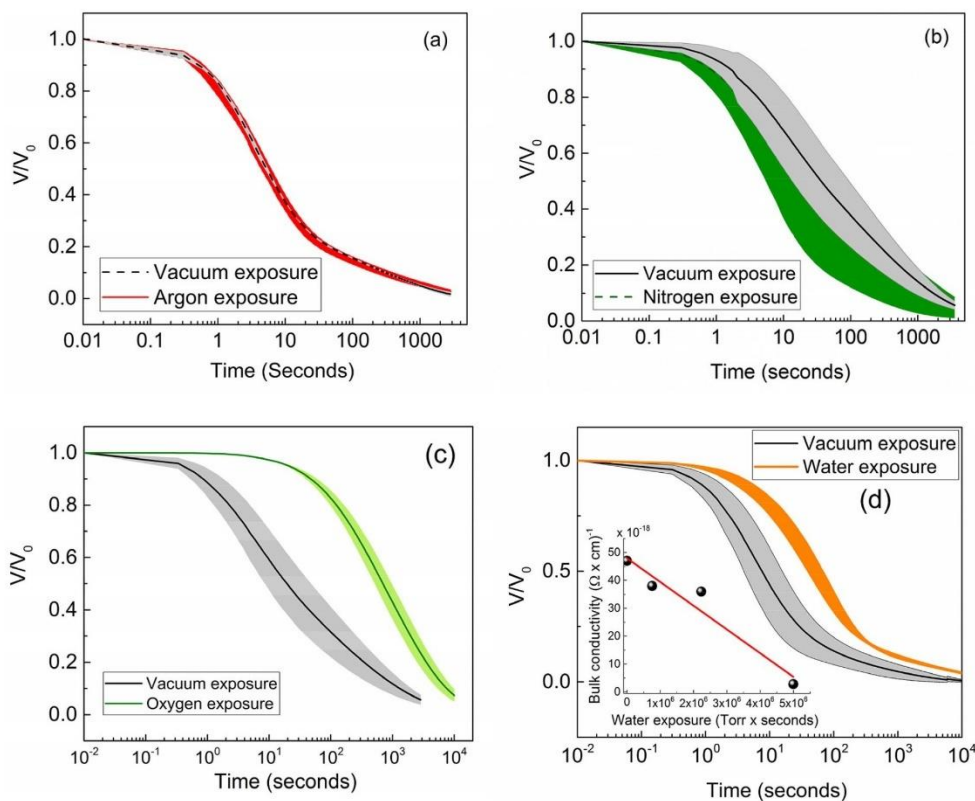 (a)
V/V₀
1.0
0.8
0.6
0.4
0.2
0.0
Vacuum exposure
Argon exposure
0.01 0.1 1 10 100 1000
Time (Seconds)
(b)
V/V₀
1.0
0.8
0.6
0.4
0.2
0.0
Vacuum exposure
Nitrogen exposure
0.01 0.1 1 10 100 1000
Time (seconds)
(c)
V/V₀
1.0
0.8
0.6
0.4
0.2
0.0
Vacuum exposure
Oxygen exposure
10⁻² 10⁻¹ 10⁰ 10¹ 10² 10³ 10⁴
Time (seconds)
Vacuum exposure
Water exposure
(d)
V/V₀
1.0
0.5
0.0
x 10⁻¹⁸
Bulk conductivity (Ω x cm)⁻¹
50
40
30
20
10
0
0 1x10⁶ 2x10⁶ 3x10⁶ 4x10⁶ 5x10⁶
Water exposure (Torr x seconds)
10⁻² 10⁻¹ 10⁰ 10¹ 10² 10³ 10⁴
Time (seconds)